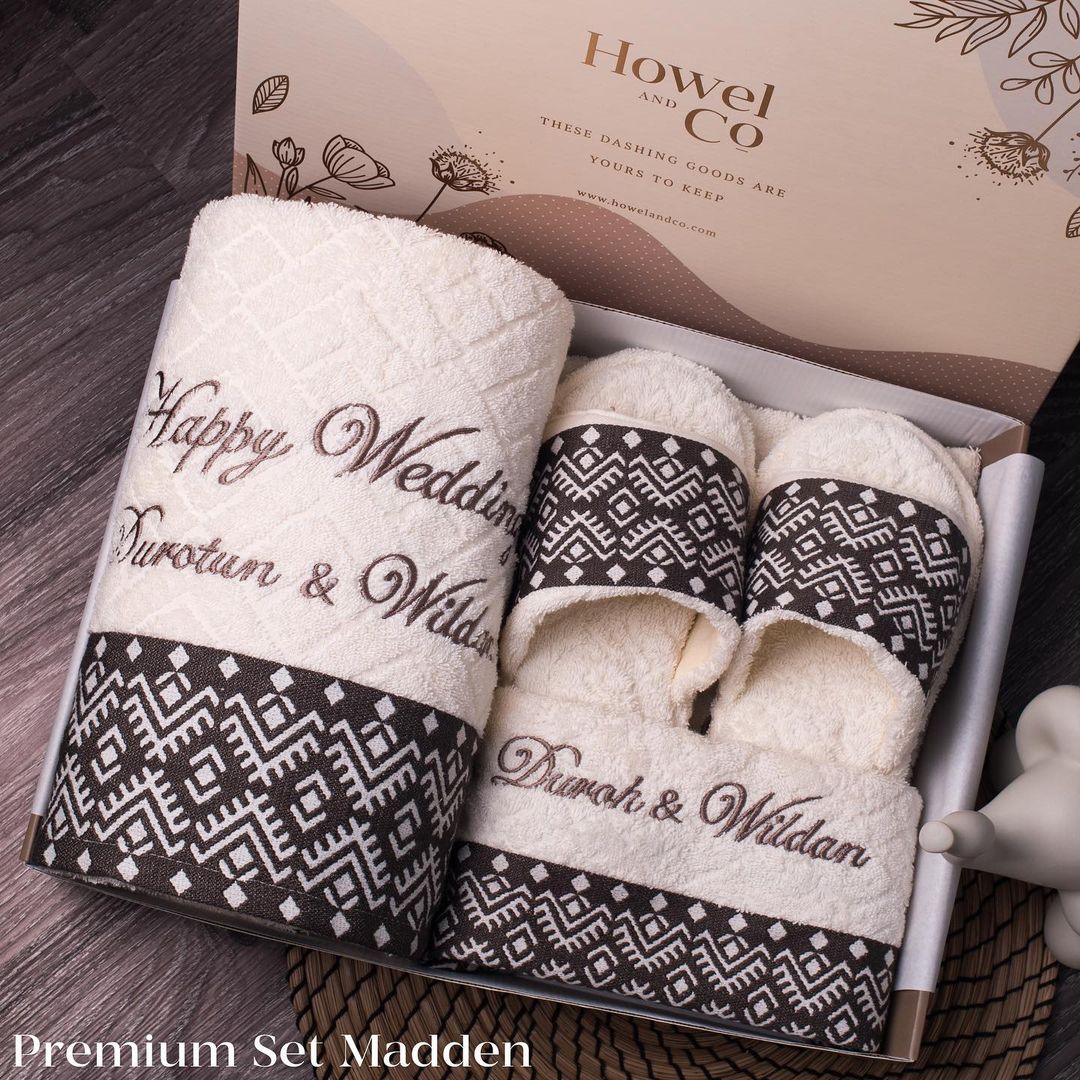 Howel
AND
Co
THESE DASHING GOODS ARE
YOURS TO KEEP
www.howelandco.com
Happy Wedding
Durotun & Wildan
Durah & Wildan
Premium Set Madden